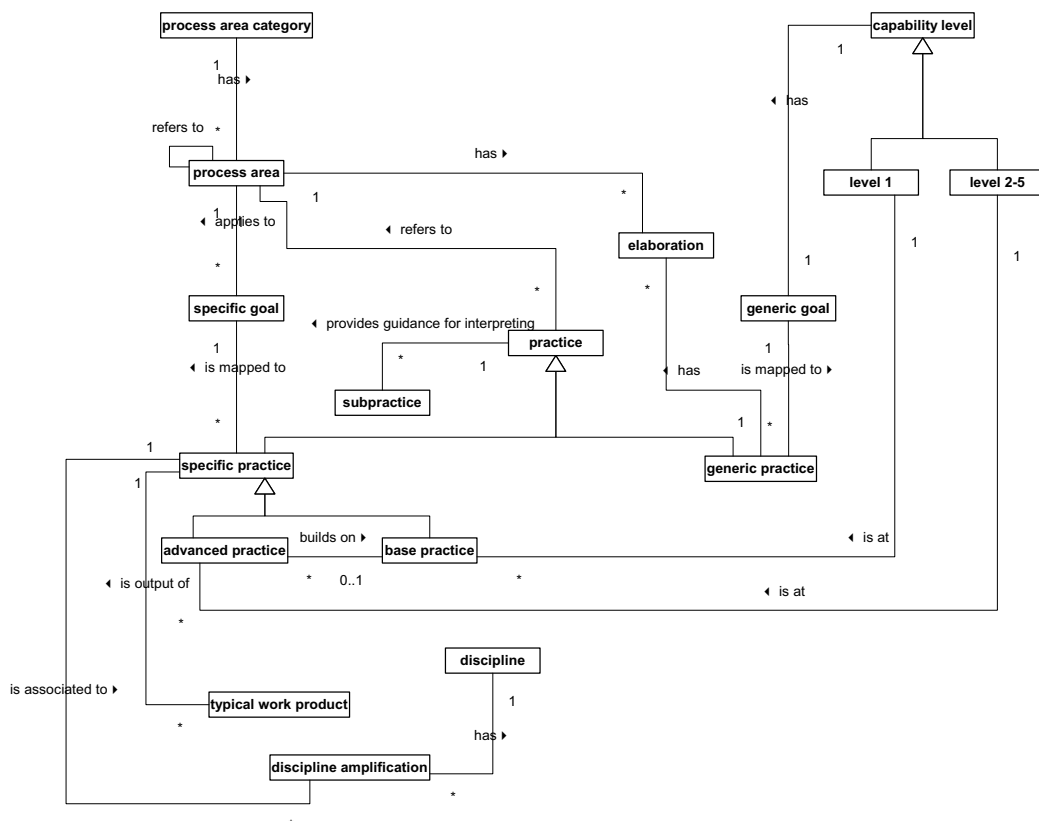 process area category
capability level
1
1
has
has
refers to
*
has
process area
level 1
level 2-5
1
*
1
1
applies to
refers to
elaboration
1
1
1
*
*
*
specific goal
generic goal
provides guidance for interpreting
practice
1
*
1
1
is mapped to
has
is mapped to
subpractice
*
1
*
1
specific practice
generic practice
1
builds on
is at
advanced practice
base practice
is output of
*
0..1
*
is at
*
discipline
is associated to
typical work product
1
*
has
discipline amplification
*
*